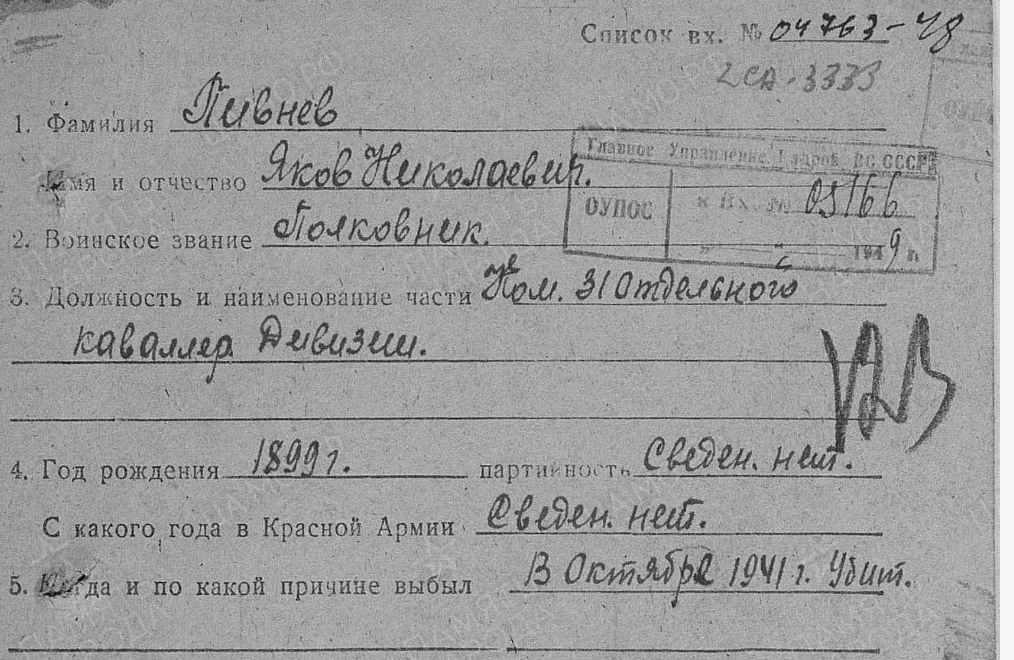 Список вх. № 04763-48
2СА-3333
1. Фамилия Пивнев
Имя и отчество Яков Николаевич.
Главное Управление Кадров ВС СССР
ОУПОС к Вх. № 03166
1949 г.
2. Воинское звание Полковник.
3. Должность и наименование части Ком. 31 Отдельного
каваллер. Дивизии.
4. Год рождения 1899 г. партийность Сведен. нет.
С какого года в Красной Армии Сведен. нет.
5. Когда и по какой причине выбыл В Октябре 1941 г. Убит.